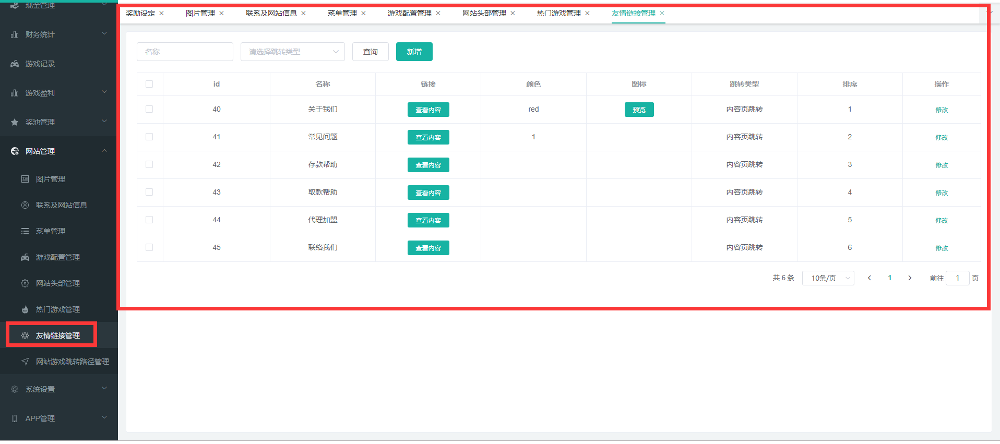 现金管理
财务统计
游戏记录
游戏盈利
奖池管理
网站管理
图片管理
联系及网站信息
菜单管理
游戏配置管理
网站头部管理
热门游戏管理
友情链接管理
网站游戏跳转路径管理
系统设置
APP管理
奖励设定 图片管理 联系及网站信息 菜单管理 游戏配置管理 网站头部管理 热门游戏管理 友情链接管理
名称 请选择跳转类型 查询 新增
id 名称 链接 颜色 图标 跳转类型 排序 操作
40 关于我们 查看内容 red 预览 内容页跳转 1 修改
41 常见问题 查看内容 1 内容页跳转 2 修改
42 存款帮助 查看内容 内容页跳转 3 修改
43 取款帮助 查看内容 内容页跳转 4 修改
44 代理加盟 查看内容 内容页跳转 5 修改
45 联络我们 查看内容 内容页跳转 6 修改
共 6 条 10条/页 1 前往 1 页